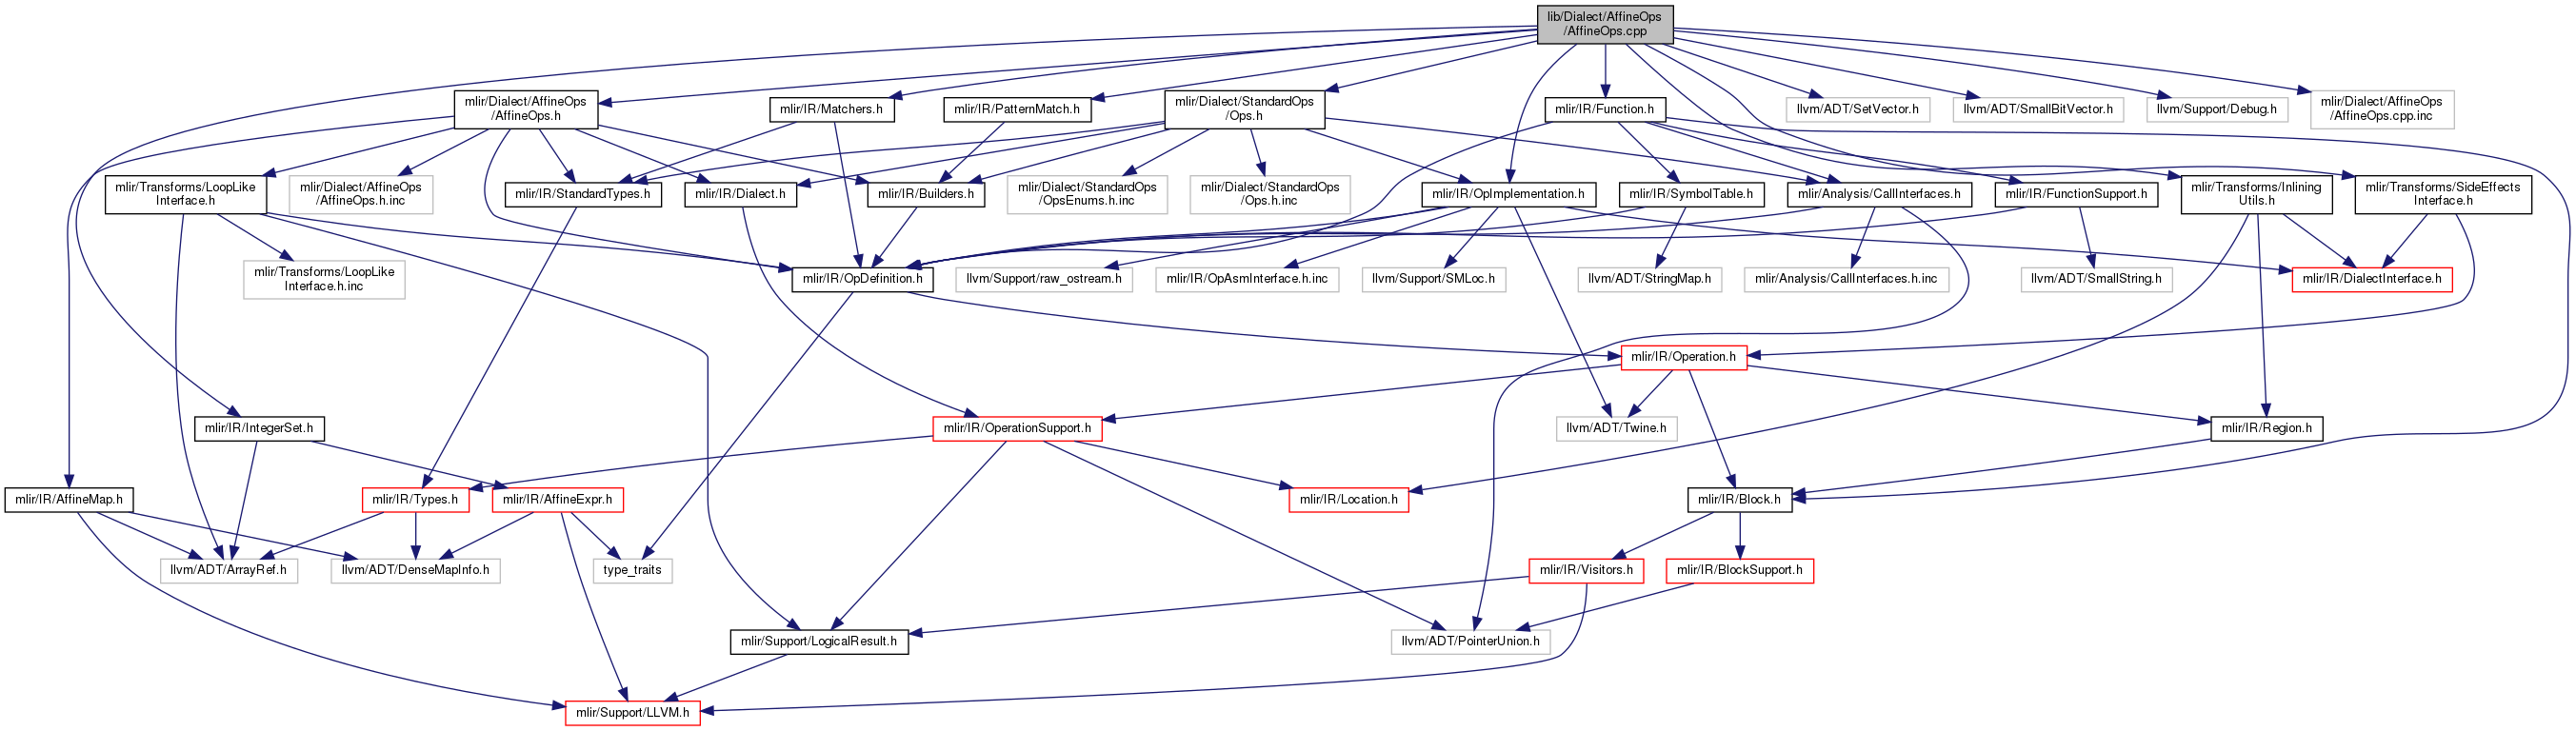 lib/Dialect/AffineOps
/AffineOps.cpp
mlir/Dialect/AffineOps
/AffineOps.h
mlir/IR/Matchers.h
mlir/IR/PatternMatch.h
mlir/Dialect/StandardOps
/Ops.h
mlir/IR/Function.h
llvm/ADT/SetVector.h
llvm/ADT/SmallBitVector.h
llvm/Support/Debug.h
mlir/Dialect/AffineOps
/AffineOps.cpp.inc
mlir/Transforms/LoopLike
Interface.h
mlir/Dialect/AffineOps
/AffineOps.h.inc
mlir/IR/StandardTypes.h
mlir/IR/Dialect.h
mlir/IR/Builders.h
mlir/Dialect/StandardOps
/OpsEnums.h.inc
mlir/Dialect/StandardOps
/Ops.h.inc
mlir/IR/OpImplementation.h
mlir/IR/SymbolTable.h
mlir/Analysis/CallInterfaces.h
mlir/IR/FunctionSupport.h
mlir/Transforms/Inlining
Utils.h
mlir/Transforms/SideEffects
Interface.h
mlir/Transforms/LoopLike
Interface.h.inc
mlir/IR/OpDefinition.h
llvm/Support/raw_ostream.h
mlir/IR/OpAsmInterface.h.inc
llvm/Support/SMLoc.h
llvm/ADT/StringMap.h
mlir/Analysis/CallInterfaces.h.inc
llvm/ADT/SmallString.h
mlir/IR/DialectInterface.h
mlir/IR/Operation.h
mlir/IR/IntegerSet.h
mlir/IR/OperationSupport.h
llvm/ADT/Twine.h
mlir/IR/Region.h
mlir/IR/AffineMap.h
mlir/IR/Types.h
mlir/IR/AffineExpr.h
mlir/IR/Location.h
mlir/IR/Block.h
llvm/ADT/ArrayRef.h
llvm/ADT/DenseMapInfo.h
type_traits
mlir/IR/Visitors.h
mlir/IR/BlockSupport.h
mlir/Support/LogicalResult.h
llvm/ADT/PointerUnion.h
mlir/Support/LLVM.h